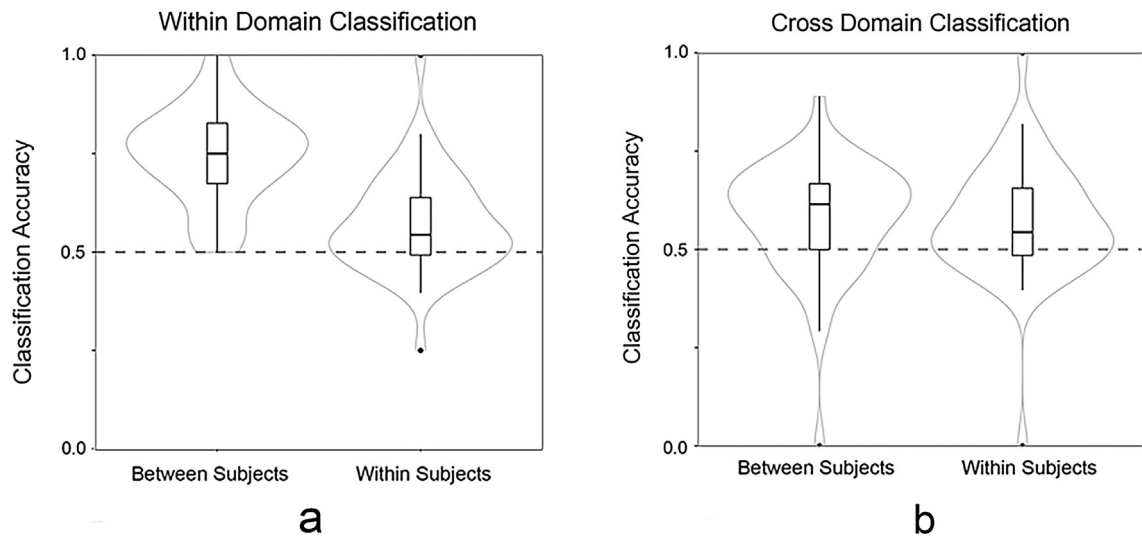 Within Domain Classification
Classification Accuracy
1.0
0.5
0.0
Between Subjects
Within Subjects
a
Cross Domain Classification
Classification Accuracy
1.0
0.5
0.0
Between Subjects
Within Subjects
b